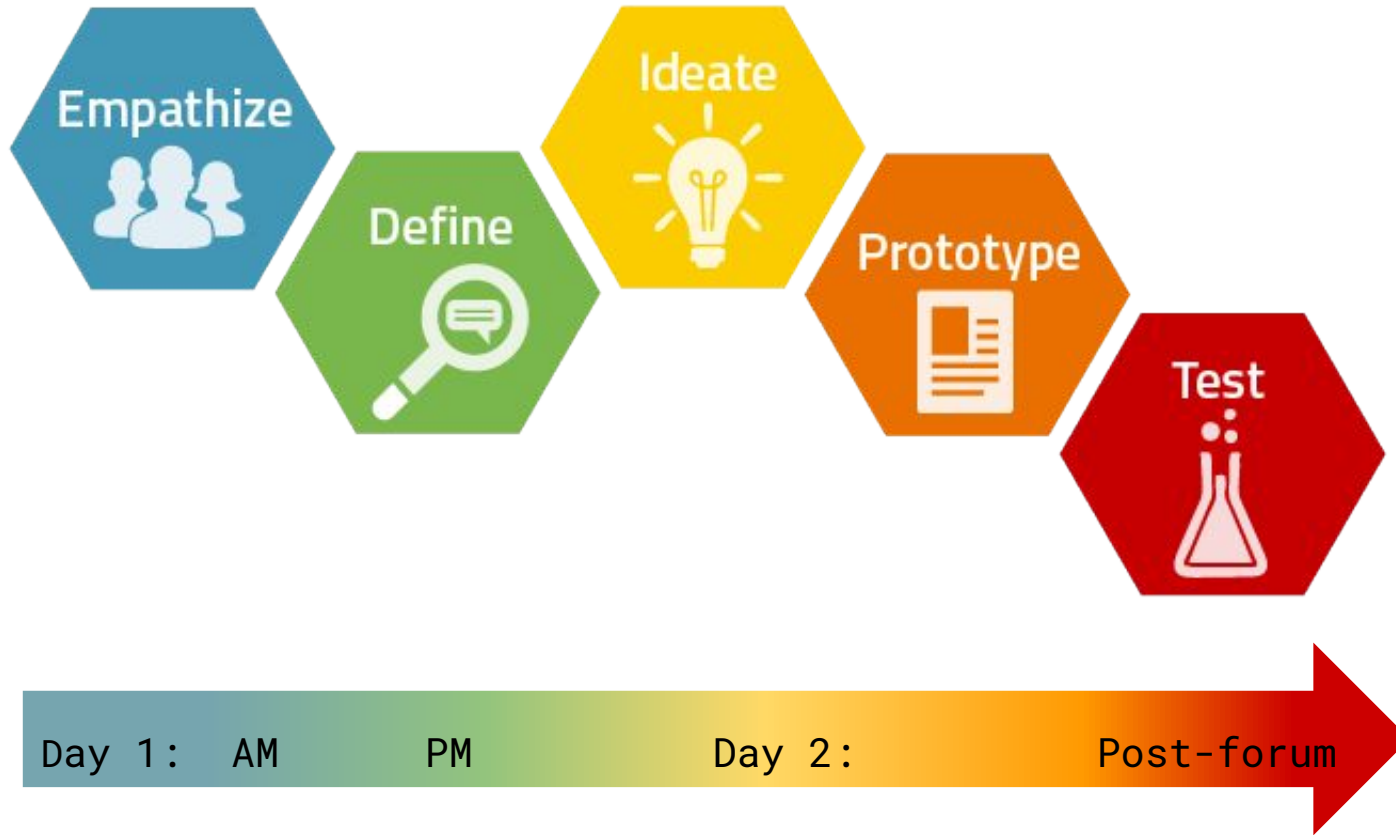 Empathize
Define
Ideate
Prototype
Test
Day 1: AM PM Day 2: Post-forum